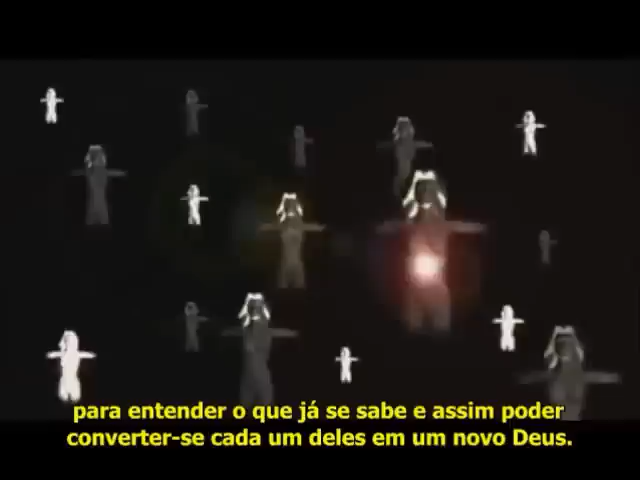 para entender o que já se sabe e assim poder
converter-se cada um deles em um novo Deus.